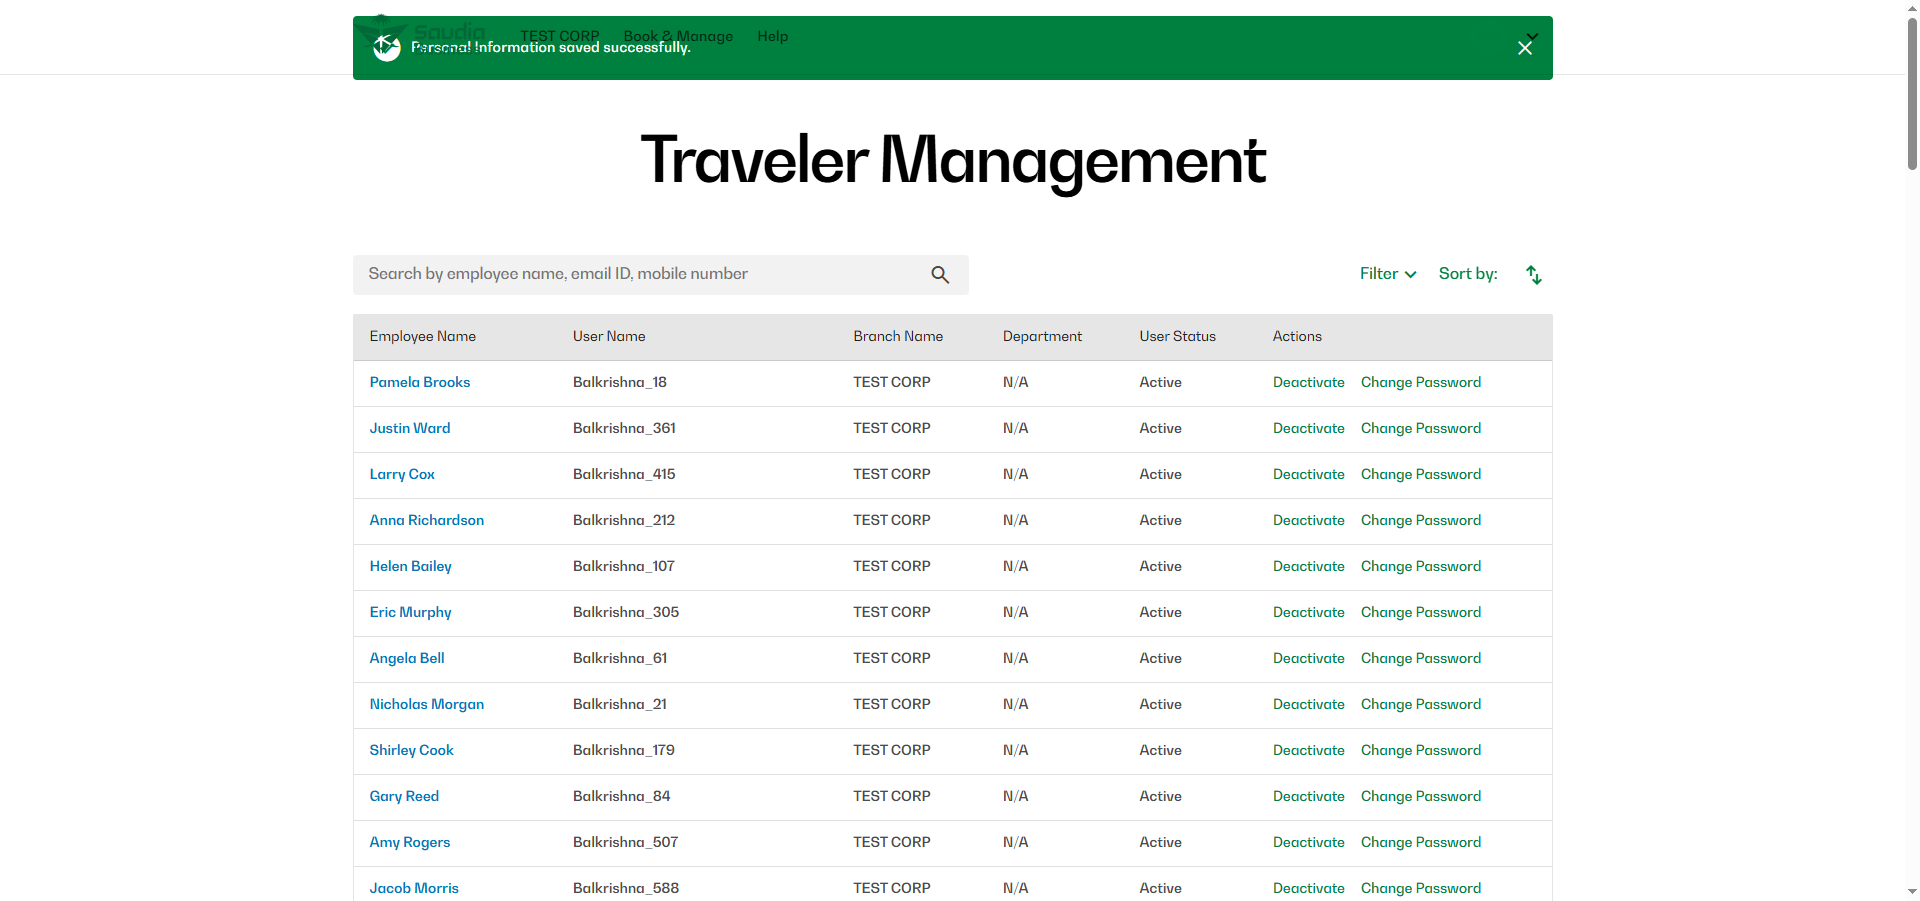 Saudia
TEST CORP Book & Manage Help
Personal Information saved successfully.
Traveler Management
Search by employee name, email ID, mobile number
Filter Sort by:
Employee Name User Name Branch Name Department User Status Actions
Pamela Brooks Balkrishna_18 TEST CORP N/A Active Deactivate Change Password
Justin Ward Balkrishna_361 TEST CORP N/A Active Deactivate Change Password
Larry Cox Balkrishna_415 TEST CORP N/A Active Deactivate Change Password
Anna Richardson Balkrishna_212 TEST CORP N/A Active Deactivate Change Password
Helen Bailey Balkrishna_107 TEST CORP N/A Active Deactivate Change Password
Eric Murphy Balkrishna_305 TEST CORP N/A Active Deactivate Change Password
Angela Bell Balkrishna_61 TEST CORP N/A Active Deactivate Change Password
Nicholas Morgan Balkrishna_21 TEST CORP N/A Active Deactivate Change Password
Shirley Cook Balkrishna_179 TEST CORP N/A Active Deactivate Change Password
Gary Reed Balkrishna_84 TEST CORP N/A Active Deactivate Change Password
Amy Rogers Balkrishna_507 TEST CORP N/A Active Deactivate Change Password
Jacob Morris Balkrishna_588 TEST CORP N/A Active Deactivate Change Password